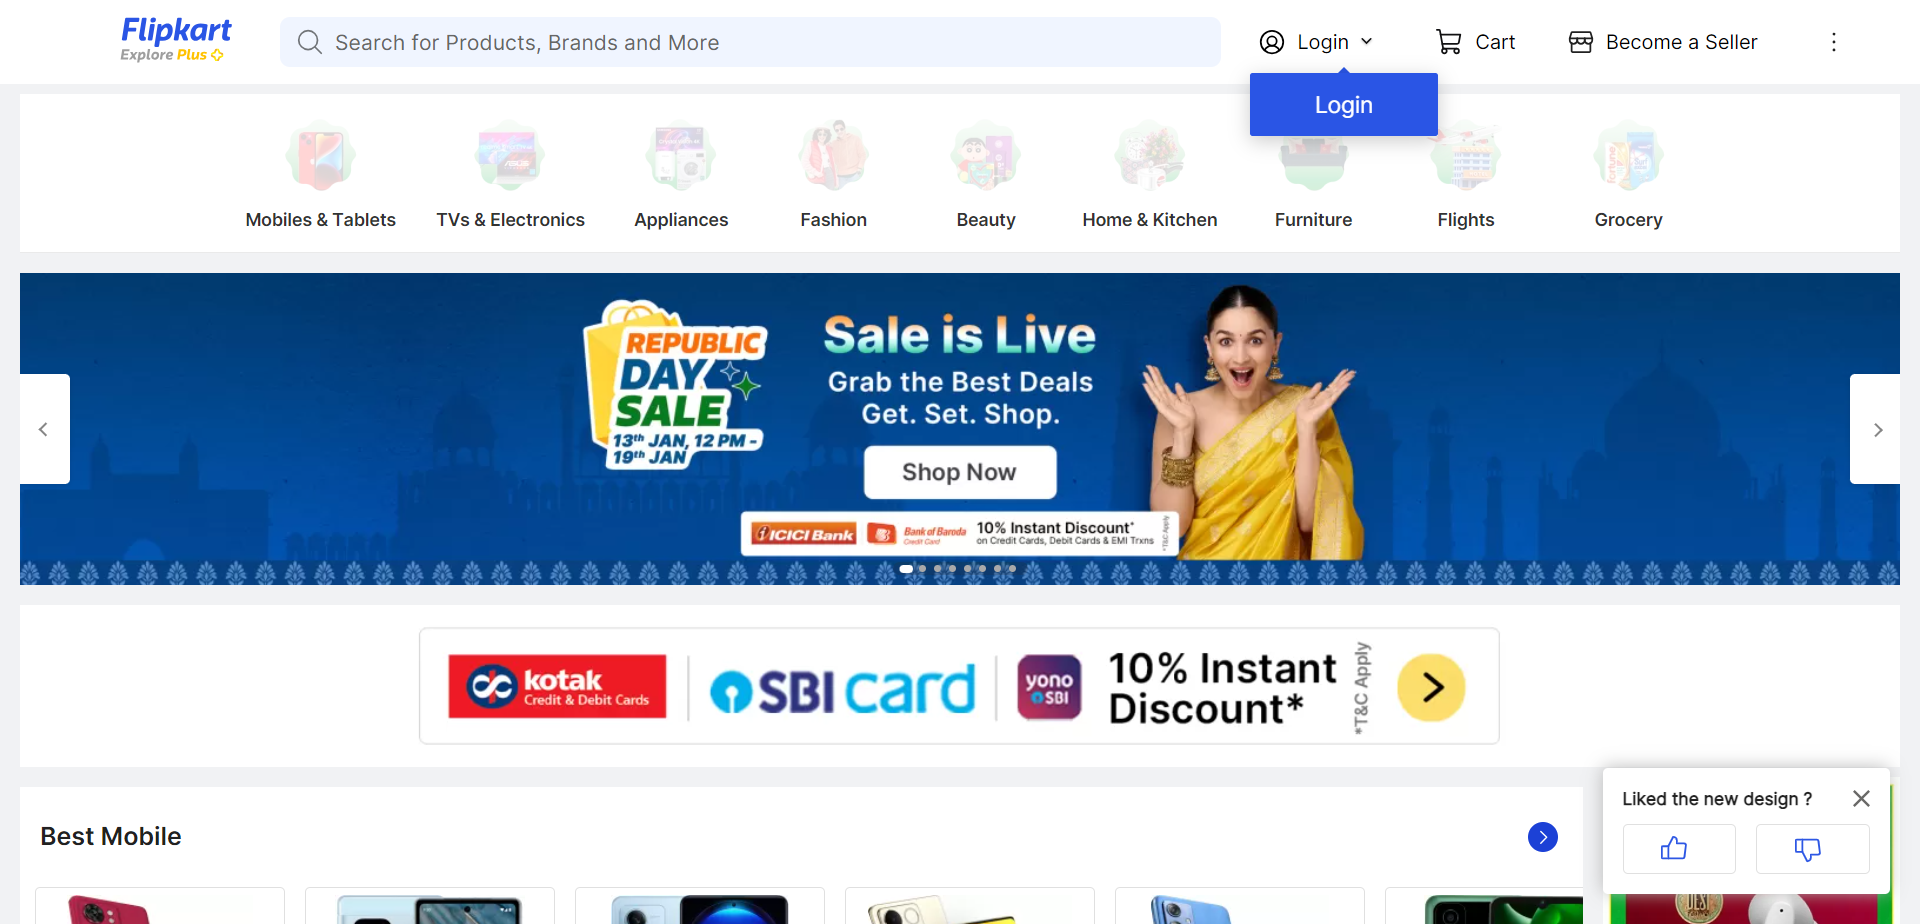 Flipkart
Explore Plus
Search for Products, Brands and More
Login
Cart
Become a Seller
Login
Mobiles & Tablets
TVs & Electronics
Appliances
Fashion
Beauty
Home & Kitchen
Furniture
Flights
Grocery
REPUBLIC
DAY
SALE
13th JAN, 12 PM -
19th JAN
Sale is Live
Grab the Best Deals
Get. Set. Shop.
Shop Now
ICICI Bank
Bank of Baroda
Credit Card
10% Instant Discount*
on Credit Cards, Debit Cards & EMI Trxns
*T&C Apply
kotak
Credit & Debit Cards
SBI card
yono
SBI
10% Instant
Discount*
*T&C Apply
Liked the new design ?
Best Mobile